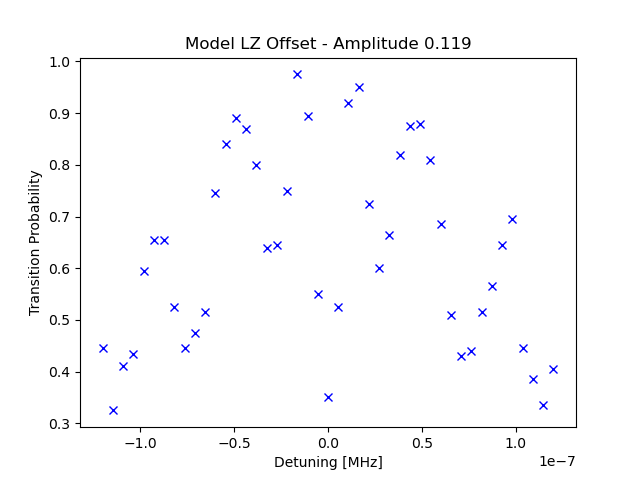 Model LZ Offset - Amplitude 0.119
1.0
0.9
0.8
0.7
0.6
0.5
0.4
0.3
Transition Probability
−1.0 −0.5 0.0 0.5 1.0
1e−7
Detuning [MHz]